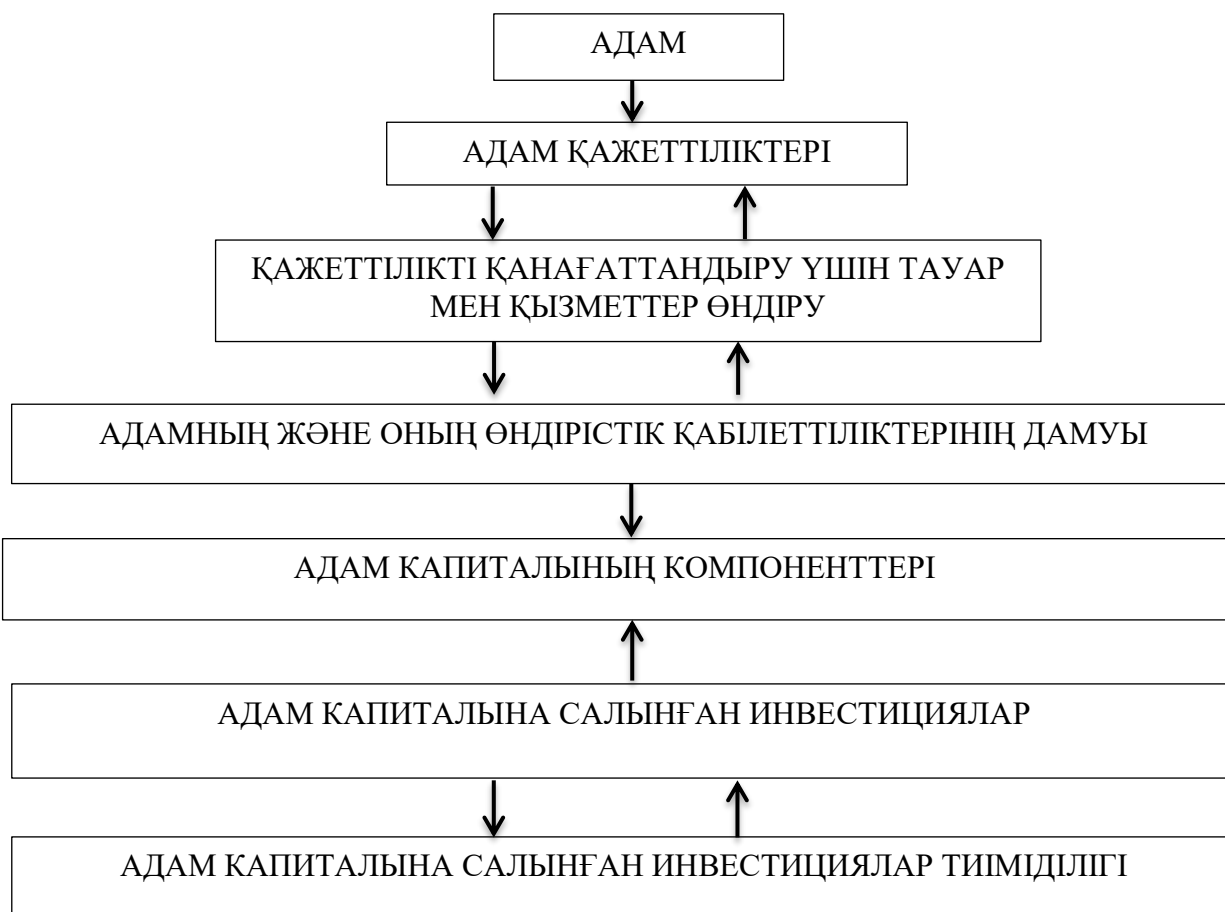 АДАМ
АДАМ ҚАЖЕТТІЛІКТЕРІ
ҚАЖЕТТІЛІКТІ ҚАНАҒАТТАНДЫРУ ҮШІН ТАУАР
МЕН ҚЫЗМЕТТЕР ӨНДІРУ
АДАМНЫҢ ЖӘНЕ ОНЫҢ ӨНДІРІСТІК ҚАБІЛЕТТІЛІКТЕРІНІҢ ДАМУЫ
АДАМ КАПИТАЛЫНЫҢ КОМПОНЕНТТЕРІ
АДАМ КАПИТАЛЫНА САЛЫНҒАН ИНВЕСТИЦИЯЛАР
АДАМ КАПИТАЛЫНА САЛЫНҒАН ИНВЕСТИЦИЯЛАР ТИІМІДІЛІГІ